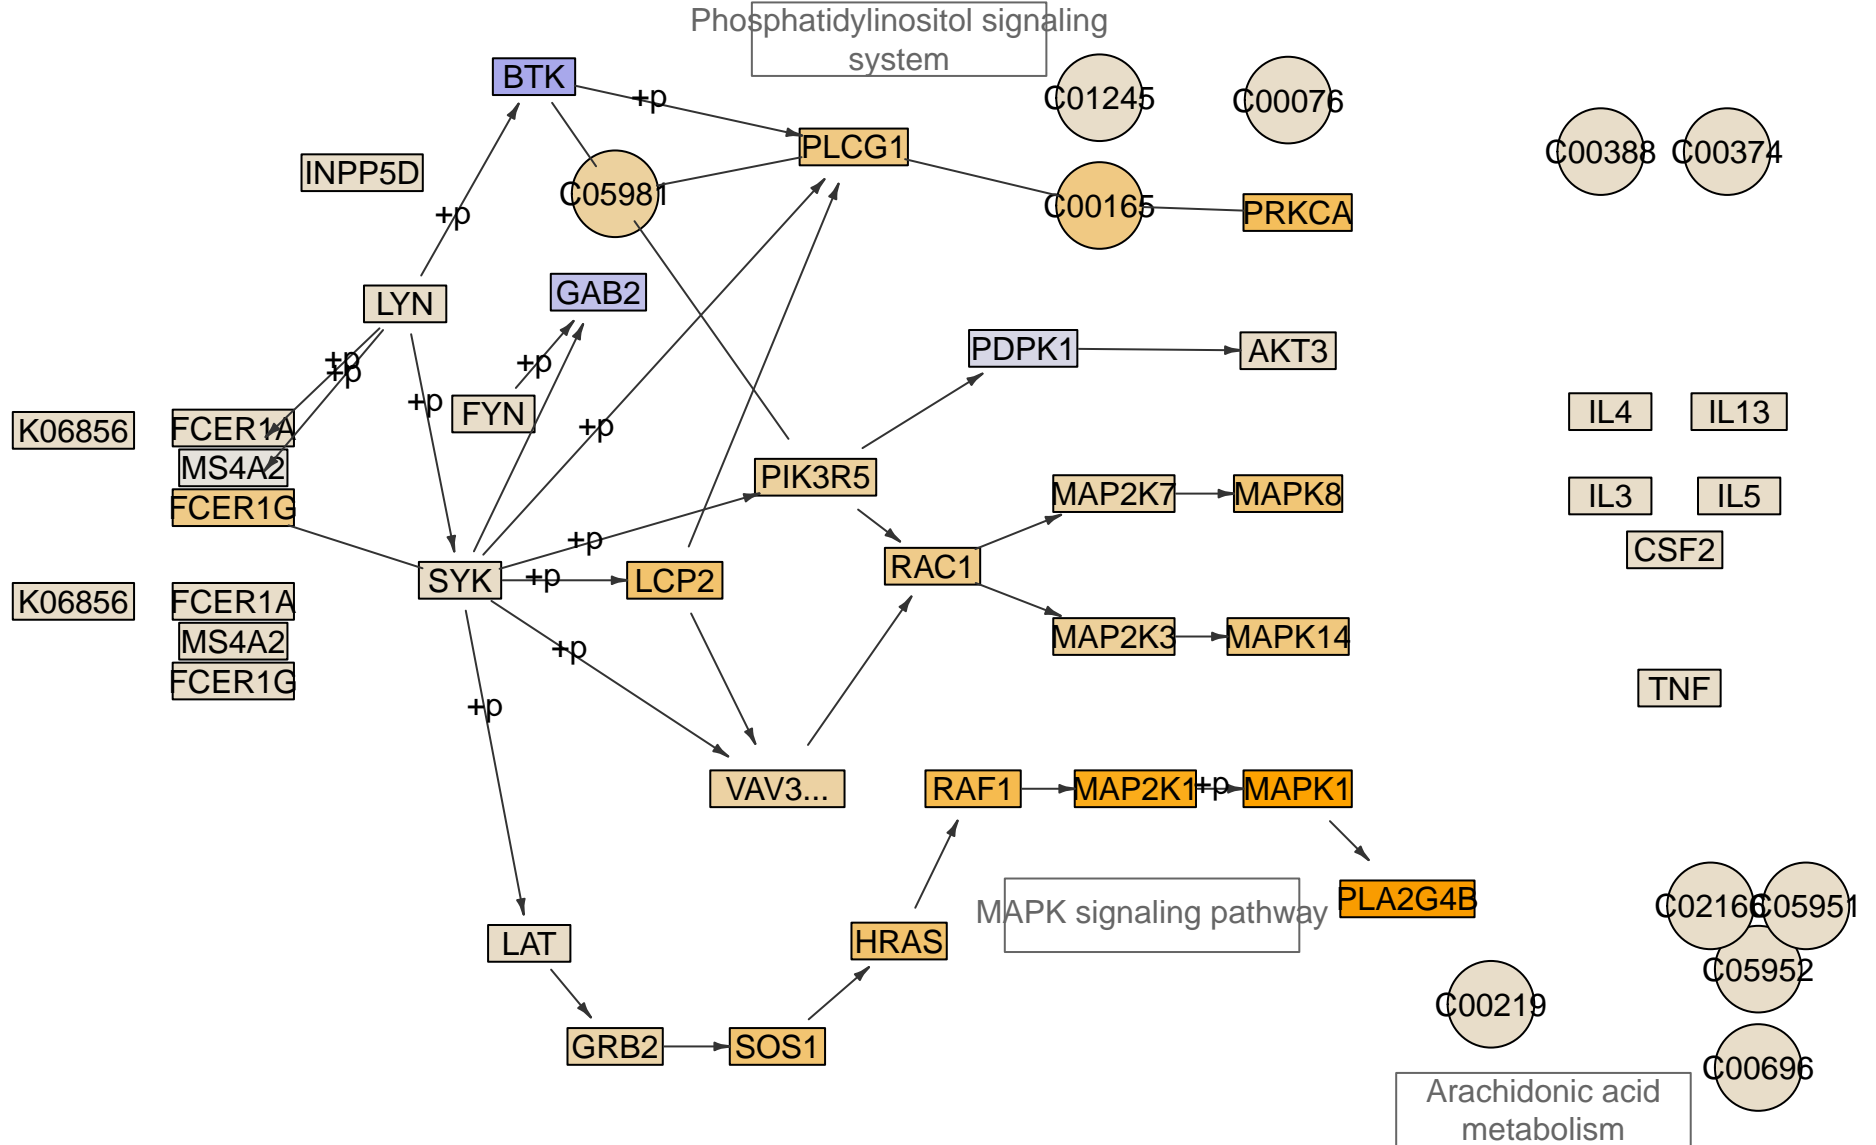 Phosphatidylinositol signaling
system
BTK
+p
C01245
C00076
PLCG1
C00388
C00374
INPP5D
C05981
C00165
PRKCA
+p
LYN
GAB2
PDPK1
AKT3
+p
+p
+p
+p
FYN
+p
K06856
FCER1A
IL4
IL13
MS4A2
PIK3R5
MAP2K7
MAPK8
IL3
IL5
FCER1G
+p
CSF2
SYK
+p
LCP2
RAC1
K06856
FCER1A
MS4A2
+p
MAP2K3
MAPK14
FCER1G
TNF
+p
VAV3...
RAF1
MAP2K1
+p
MAPK1
PLA2G4B
MAPK signaling pathway
C02166
C05951
LAT
HRAS
C05952
C00219
GRB2
SOS1
C00696
Arachidonic acid
metabolism